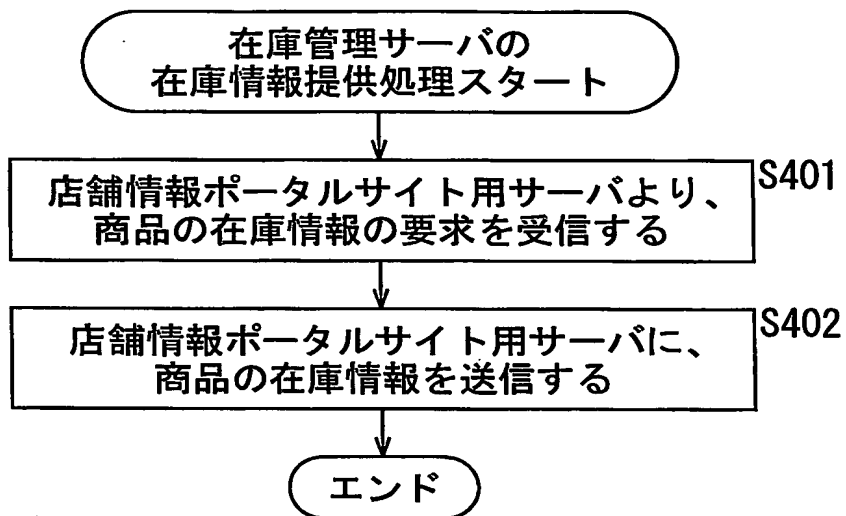 在庫管理サーバの
在庫情報提供処理スタート
店舗情報ポータルサイト用サーバより、
商品の在庫情報の要求を受信する
S401
店舗情報ポータルサイト用サーバに、
商品の在庫情報を送信する
S402
エンド